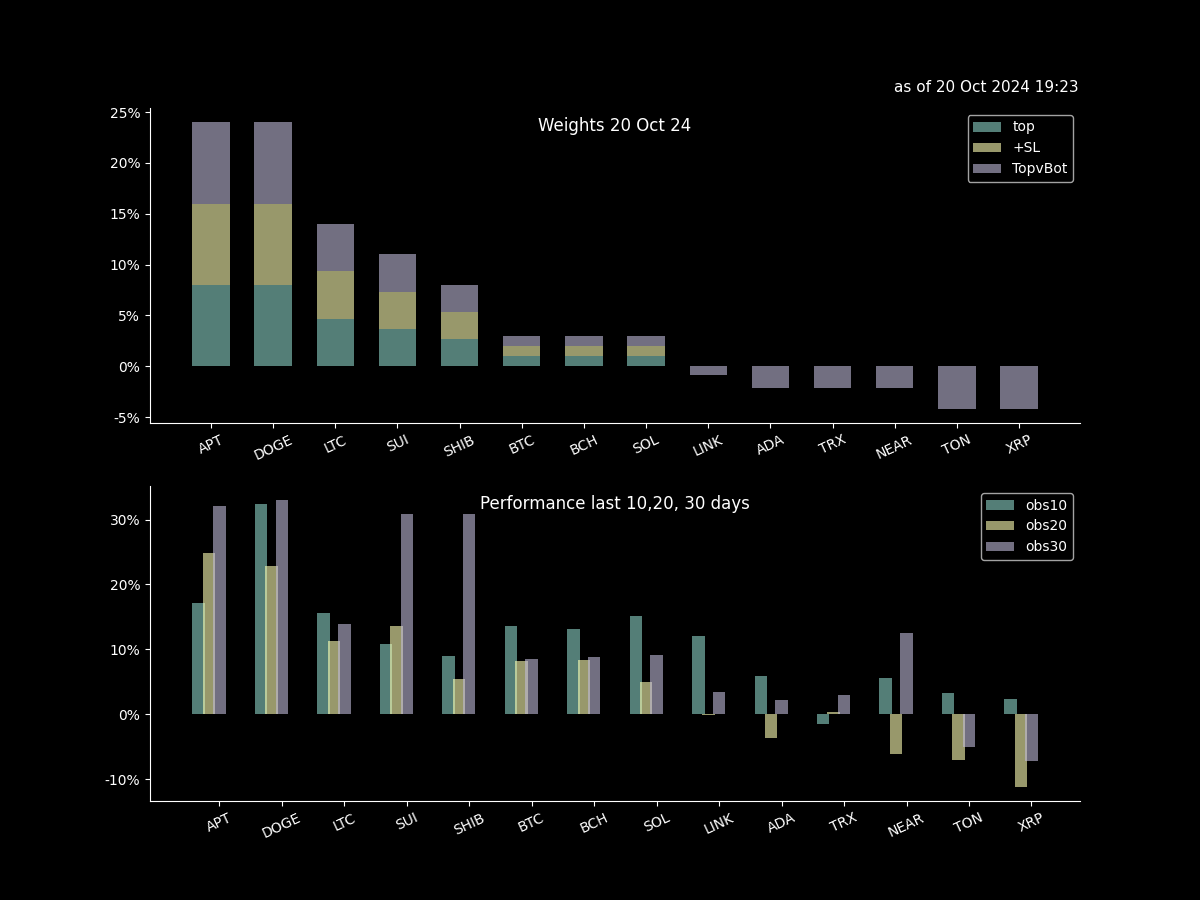 as of 20 Oct 2024 19:23
Weights 20 Oct 24
top
+SL
TopvBot
25%
20%
15%
10%
5%
0%
-5%
APT DOGE LTC SUI SHIB BTC BCH SOL LINK ADA TRX NEAR TON XRP
Performance last 10,20, 30 days
obs10
obs20
obs30
30%
20%
10%
0%
-10%
APT DOGE LTC SUI SHIB BTC BCH SOL LINK ADA TRX NEAR TON XRP